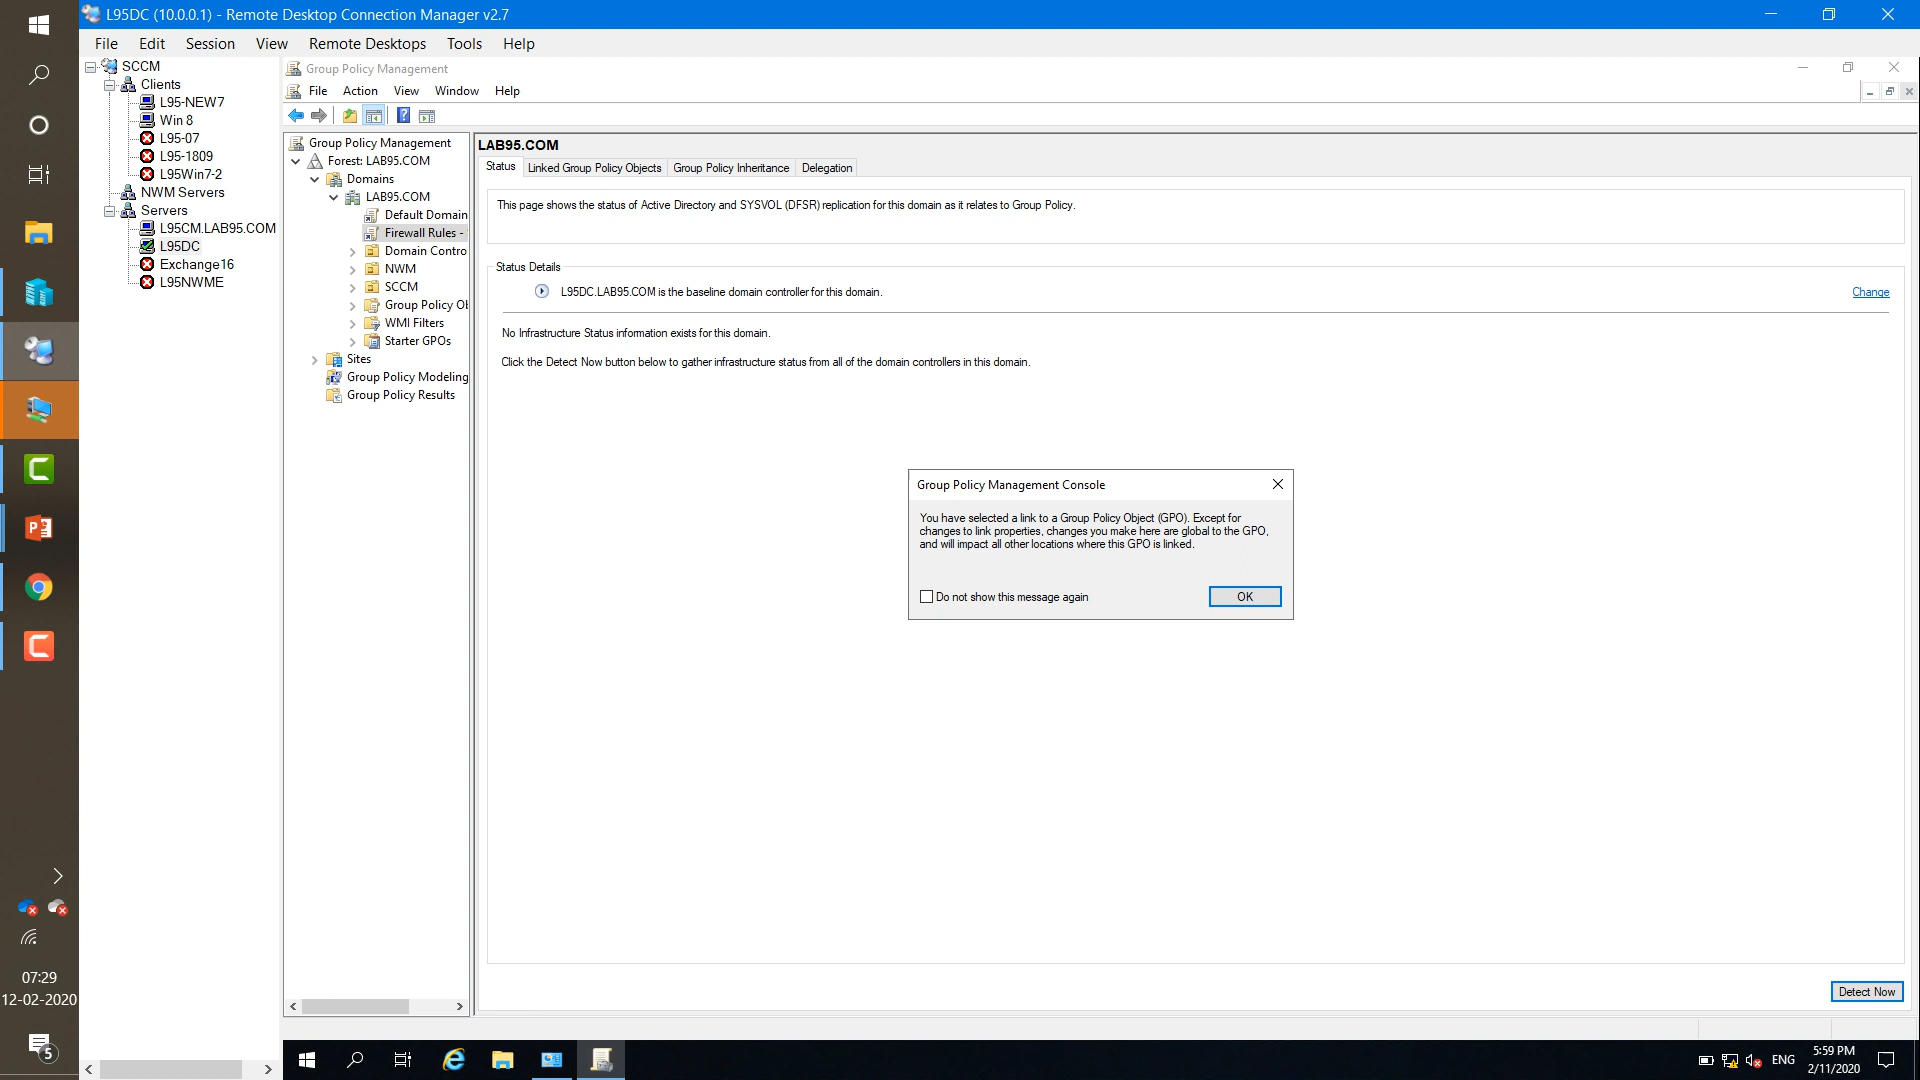 L95DC (10.0.0.1) - Remote Desktop Connection Manager v2.7
File Edit Session View Remote Desktops Tools Help
SCCM
Clients
L95-NEW7
Win 8
L95-07
L95-1809
L95Win7-2
NWM Servers
Servers
L95CM.LAB95.COM
L95DC
Exchange16
L95NWME
Group Policy Management
File Action View Window Help
Group Policy Management
Forest: LAB95.COM
Domains
LAB95.COM
Default Domain
Firewall Rules -
Domain Contro
NWM
SCCM
Group Policy Ob
WMI Filters
Starter GPOs
Sites
Group Policy Modeling
Group Policy Results
LAB95.COM
Status Linked Group Policy Objects Group Policy Inheritance Delegation
This page shows the status of Active Directory and SYSVOL (DFSR) replication for this domain as it relates to Group Policy.
Status Details
L95DC.LAB95.COM is the baseline domain controller for this domain.
Change
No Infrastructure Status information exists for this domain.
Click the Detect Now button below to gather infrastructure status from all of the domain controllers in this domain.
Group Policy Management Console
You have selected a link to a Group Policy Object (GPO). Except for
changes to link properties, changes you make here are global to the GPO,
and will impact all other locations where this GPO is linked.
Do not show this message again
OK
Detect Now
07:29
12-02-2020
5
ENG
5:59 PM
2/11/2020